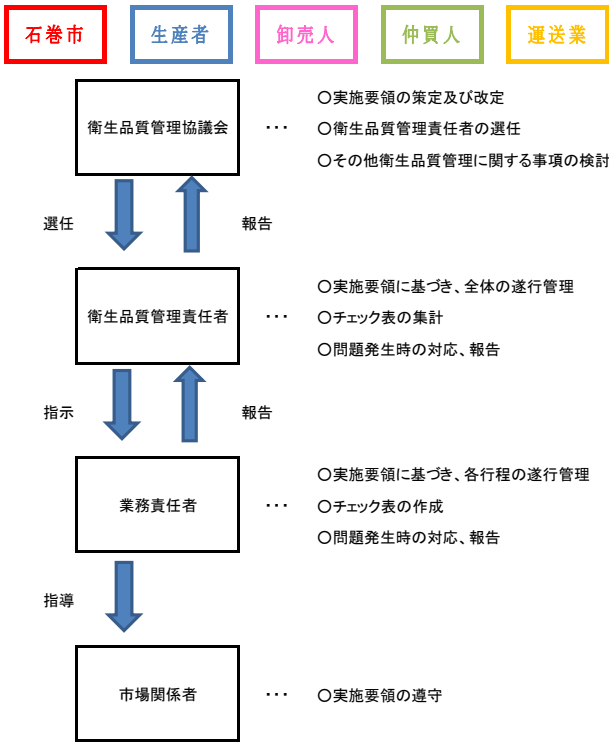 石巻市 生産者 卸売人 仲買人 運送業
衛生品質管理協議会 ・・・ 〇実施要領の策定及び改定
〇衛生品質管理責任者の選任
〇その他衛生品質管理に関する事項の検討
選任 報告
衛生品質管理責任者 ・・・ 〇実施要領に基づき、全体の遂行管理
〇チェック表の集計
〇問題発生時の対応、報告
指示 報告
業務責任者 ・・・ 〇実施要領に基づき、各行程の遂行管理
〇チェック表の作成
〇問題発生時の対応、報告
指導
市場関係者 ・・・ 〇実施要領の遵守